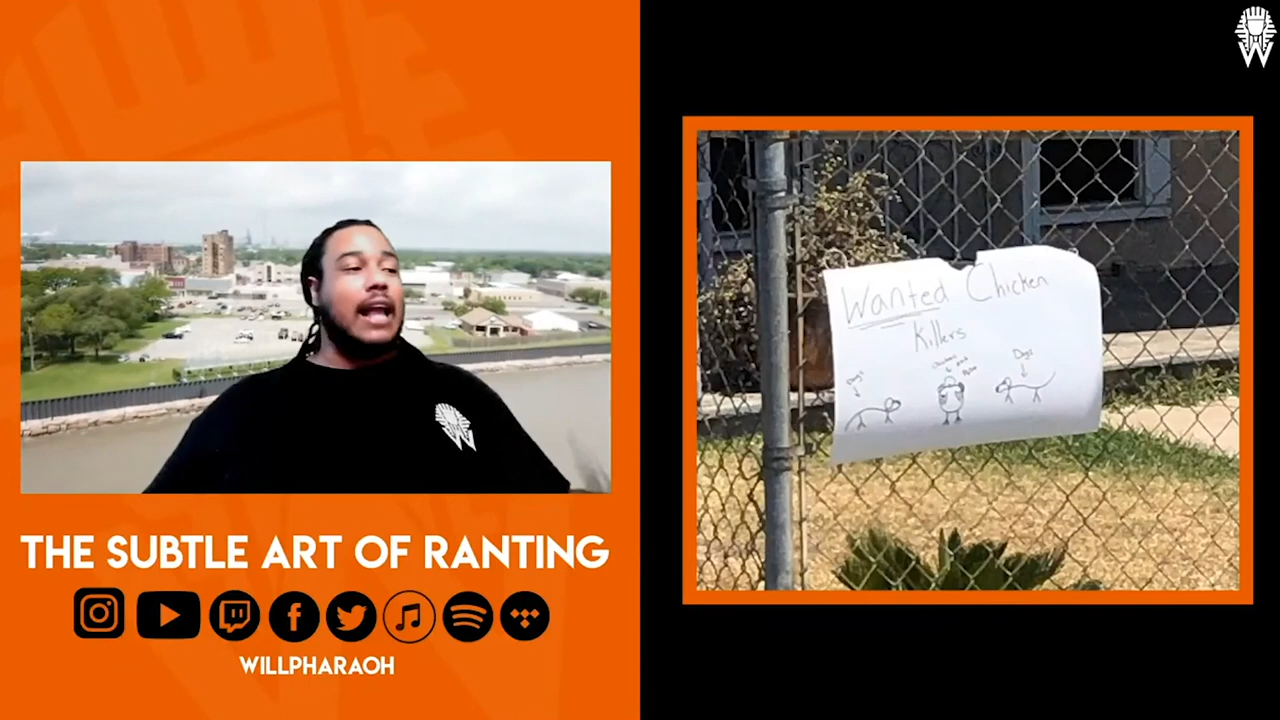 THE SUBTLE ART OF RANTING
WILLPHARAOH
Wanted Chicken
Killers
Dogs